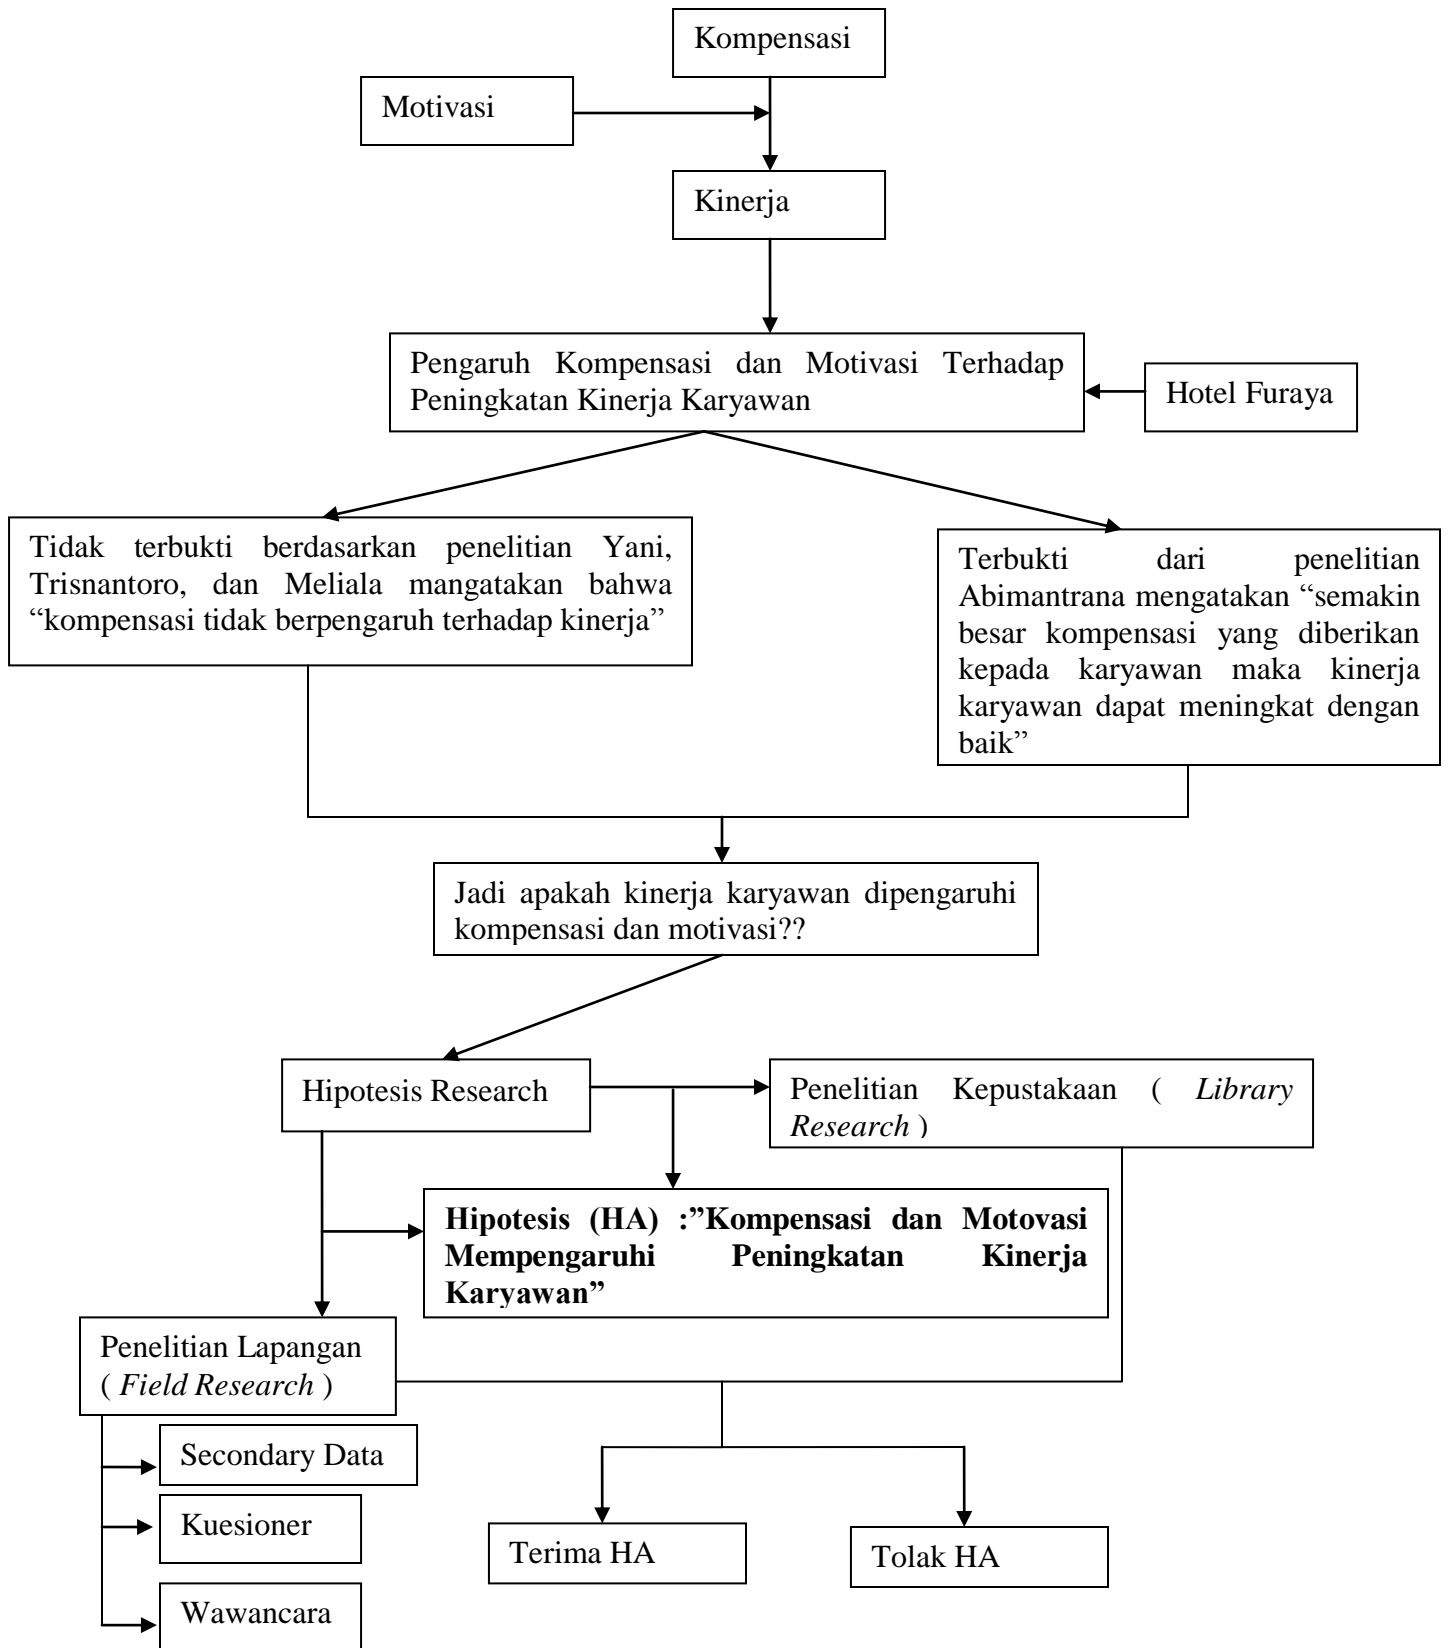 Kompensasi
Motivasi
Kinerja
Pengaruh Kompensasi dan Motivasi Terhadap
Peningkatan Kinerja Karyawan
Hotel Furaya
Tidak terbukti berdasarkan penelitian Yani,
Trisnantoro, dan Meliala mangatakan bahwa
“kompensasi tidak berpengaruh terhadap kinerja”
Terbukti dari penelitian
Abimantrana mengatakan “semakin
besar kompensasi yang diberikan
kepada karyawan maka kinerja
karyawan dapat meningkat dengan
baik”
Jadi apakah kinerja karyawan dipengaruhi
kompensasi dan motivasi??
Hipotesis Research
Penelitian Kepustakaan ( Library
Research )
Hipotesis (HA) :”Kompensasi dan Motovasi
Mempengaruhi Peningkatan Kinerja
Karyawan”
Penelitian Lapangan
( Field Research )
Secondary Data
Kuesioner
Wawancara
Terima HA
Tolak HA